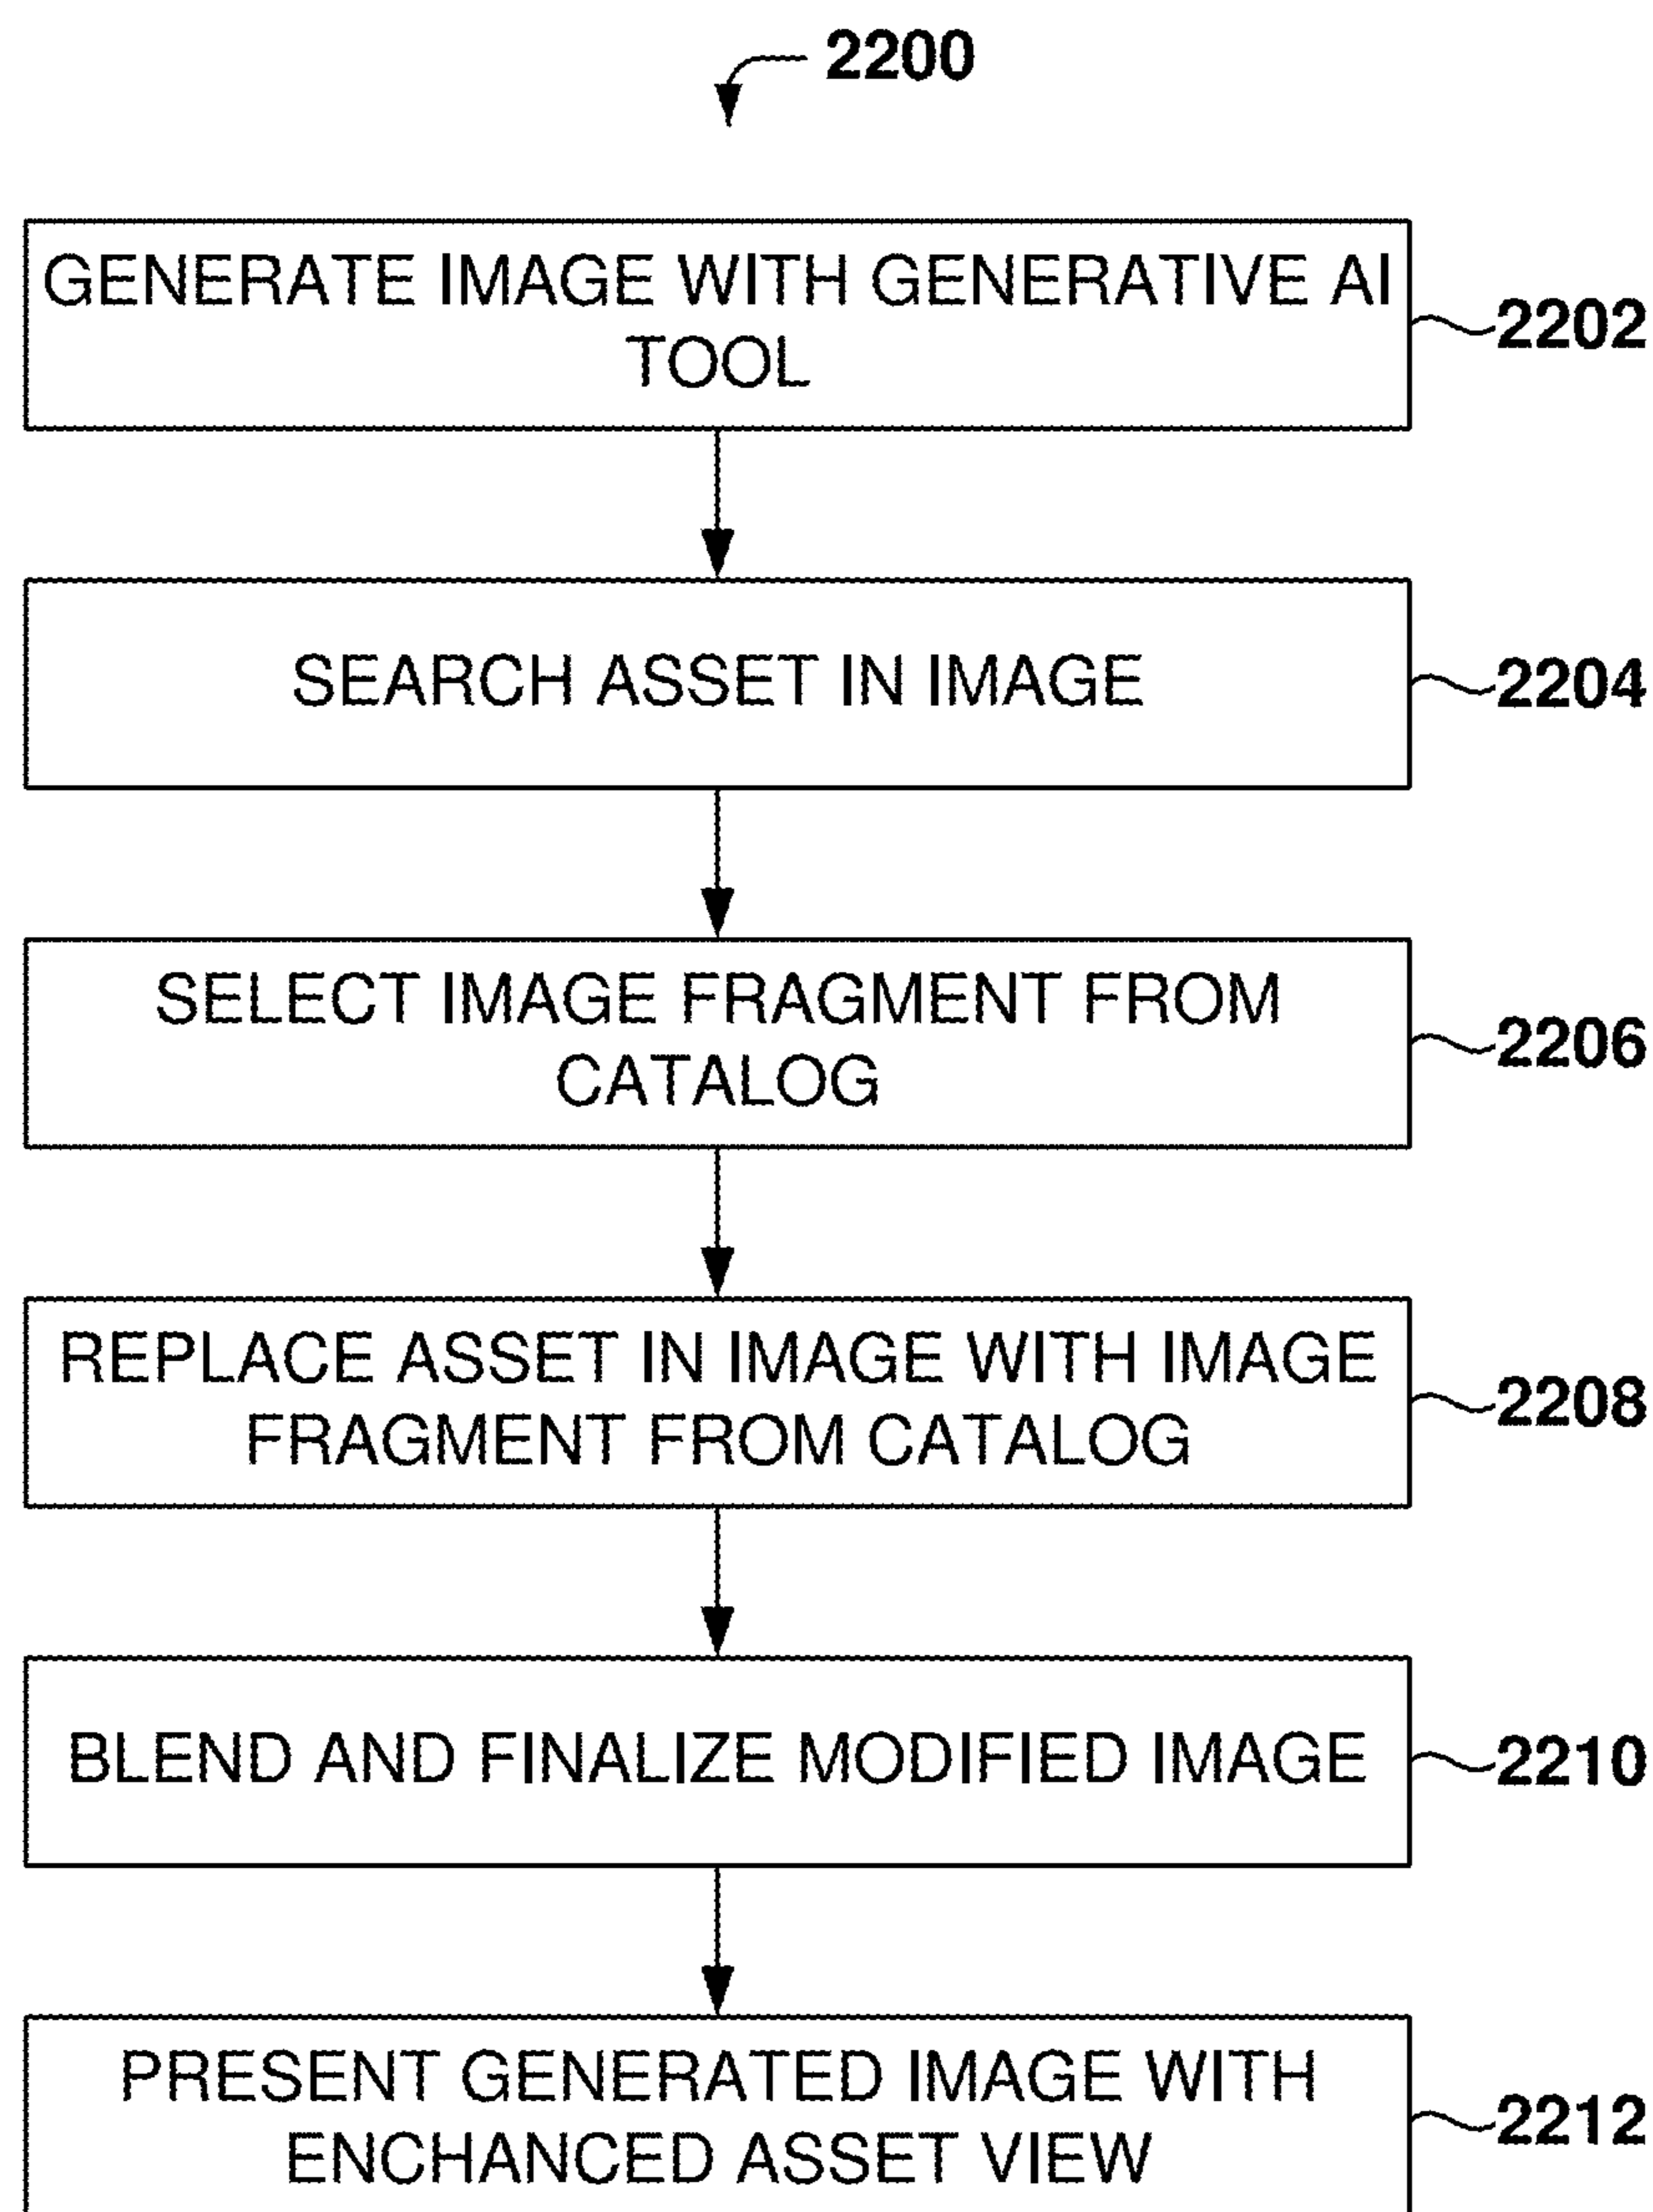 2200
GENERATE IMAGE WITH GENERATIVE AI
TOOL
2202
SEARCH ASSET IN IMAGE
2204
SELECT IMAGE FRAGMENT FROM
CATALOG
2206
REPLACE ASSET IN IMAGE WITH IMAGE
FRAGMENT FROM CATALOG
2208
BLEND AND FINALIZE MODIFIED IMAGE
2210
PRESENT GENERATED IMAGE WITH
ENCHANCED ASSET VIEW
2212